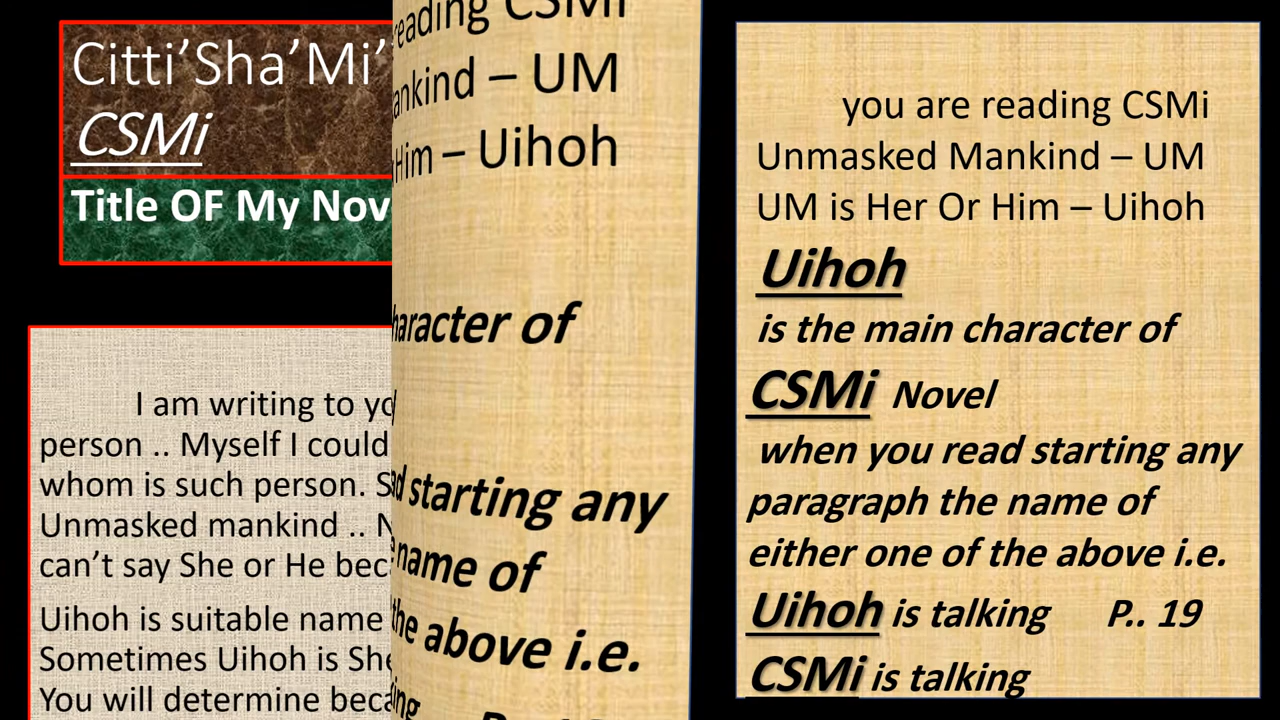 Citti’Sha’Mi’
CSMi
Title OF My Nov
I am writing to yo
person .. Myself I could
whom is such person. S
Unmasked mankind .. N
can’t say She or He beca
Uihoh is suitable name
Sometimes Uihoh is She
You will determine beca
reading CSMi
ankind – UM
Him – Uihoh
haracter of
d starting any
name of
the above i.e.
ing
you are reading CSMi
Unmasked Mankind – UM
UM is Her Or Him – Uihoh
Uihoh
is the main character of
CSMi Novel
when you read starting any
paragraph the name of
either one of the above i.e.
Uihoh is talking P.. 19
CSMi is talking